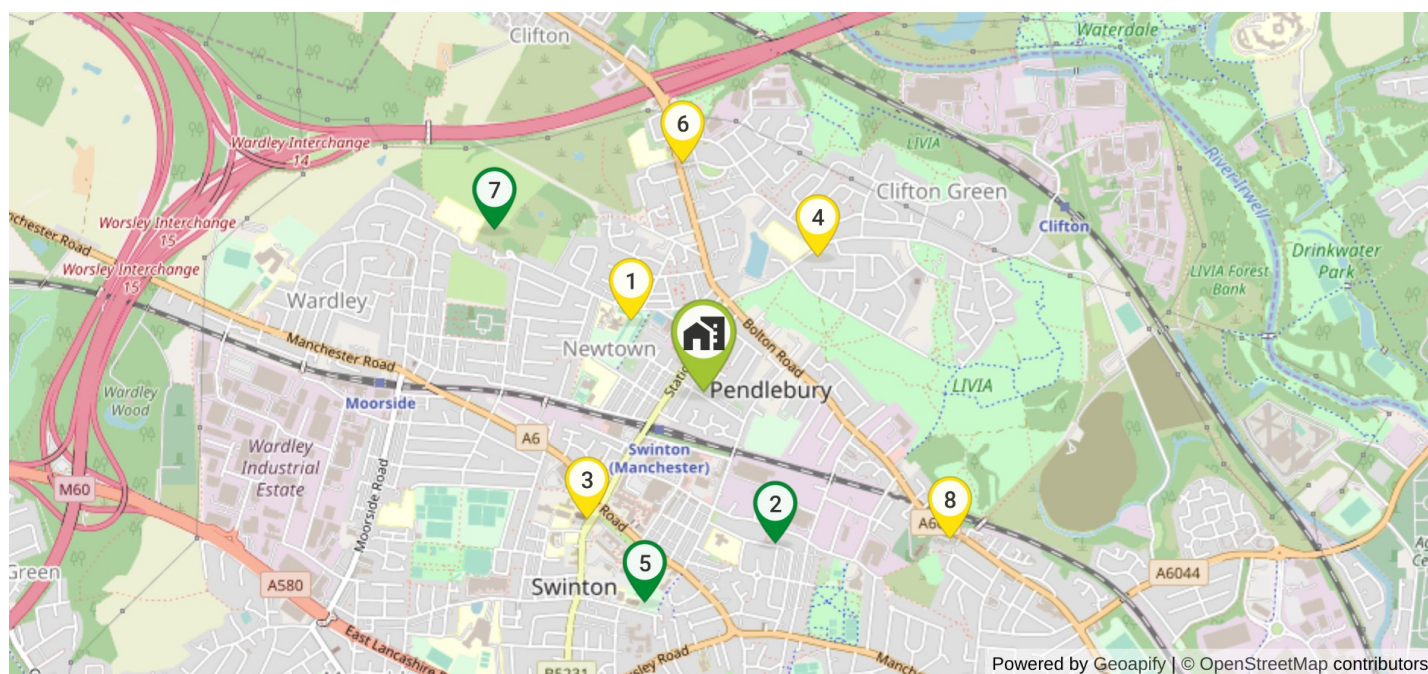 Clifton
Waterdale
6
Wardley Interchange
14
LIVIA
River Irwell
7
Clifton Green
4
Clifton
Worsley Interchange
15
Manchester Road
Drinkwater
Park
Worsley Interchange
15
LIVIA Forest
Bank
1
Wardley
Manchester Road
Newtown
Bolton Road
Pendlebury
LIVIA
Wardley
Wood
Moorside
A6
Swinton
(Manchester)
Wardley
Industrial
Estate
M60
Moorside Road
3
Road
2
8
5
Green
A580
Swinton
A6044
East Lancashire
B5231
Powered by Geoapify | © OpenStreetMap contributors